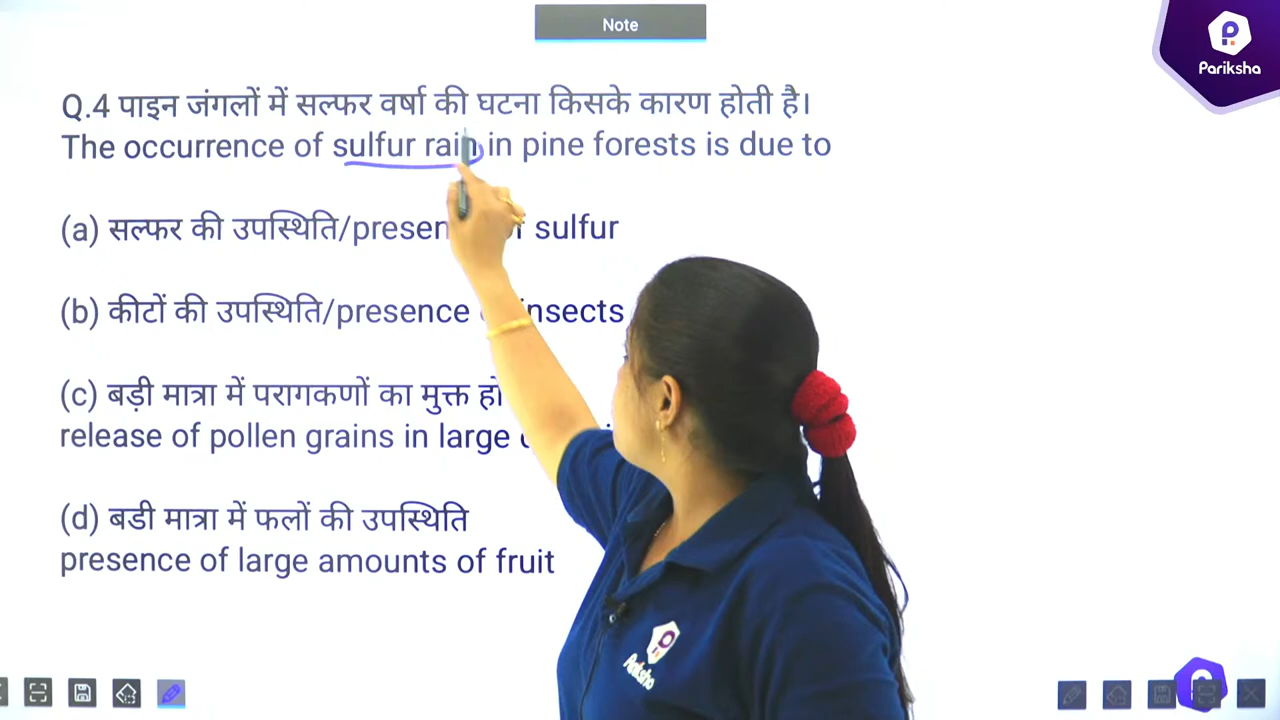 Note
Pariksha
Q.4 पाइन जंगलों में सल्फर वर्षा की घटना किसके कारण होती है।
The occurrence of sulfur rain in pine forests is due to
(a) सल्फर की उपस्थिति/presen sulfur
(b) कीटों की उपस्थिति/presence insects
(c) बड़ी मात्रा में परागकणों का मुक्त
release of pollen grains in large
(d) बडी मात्रा में फलों की उपस्थिति
presence of large amounts of fruit
Pariksha